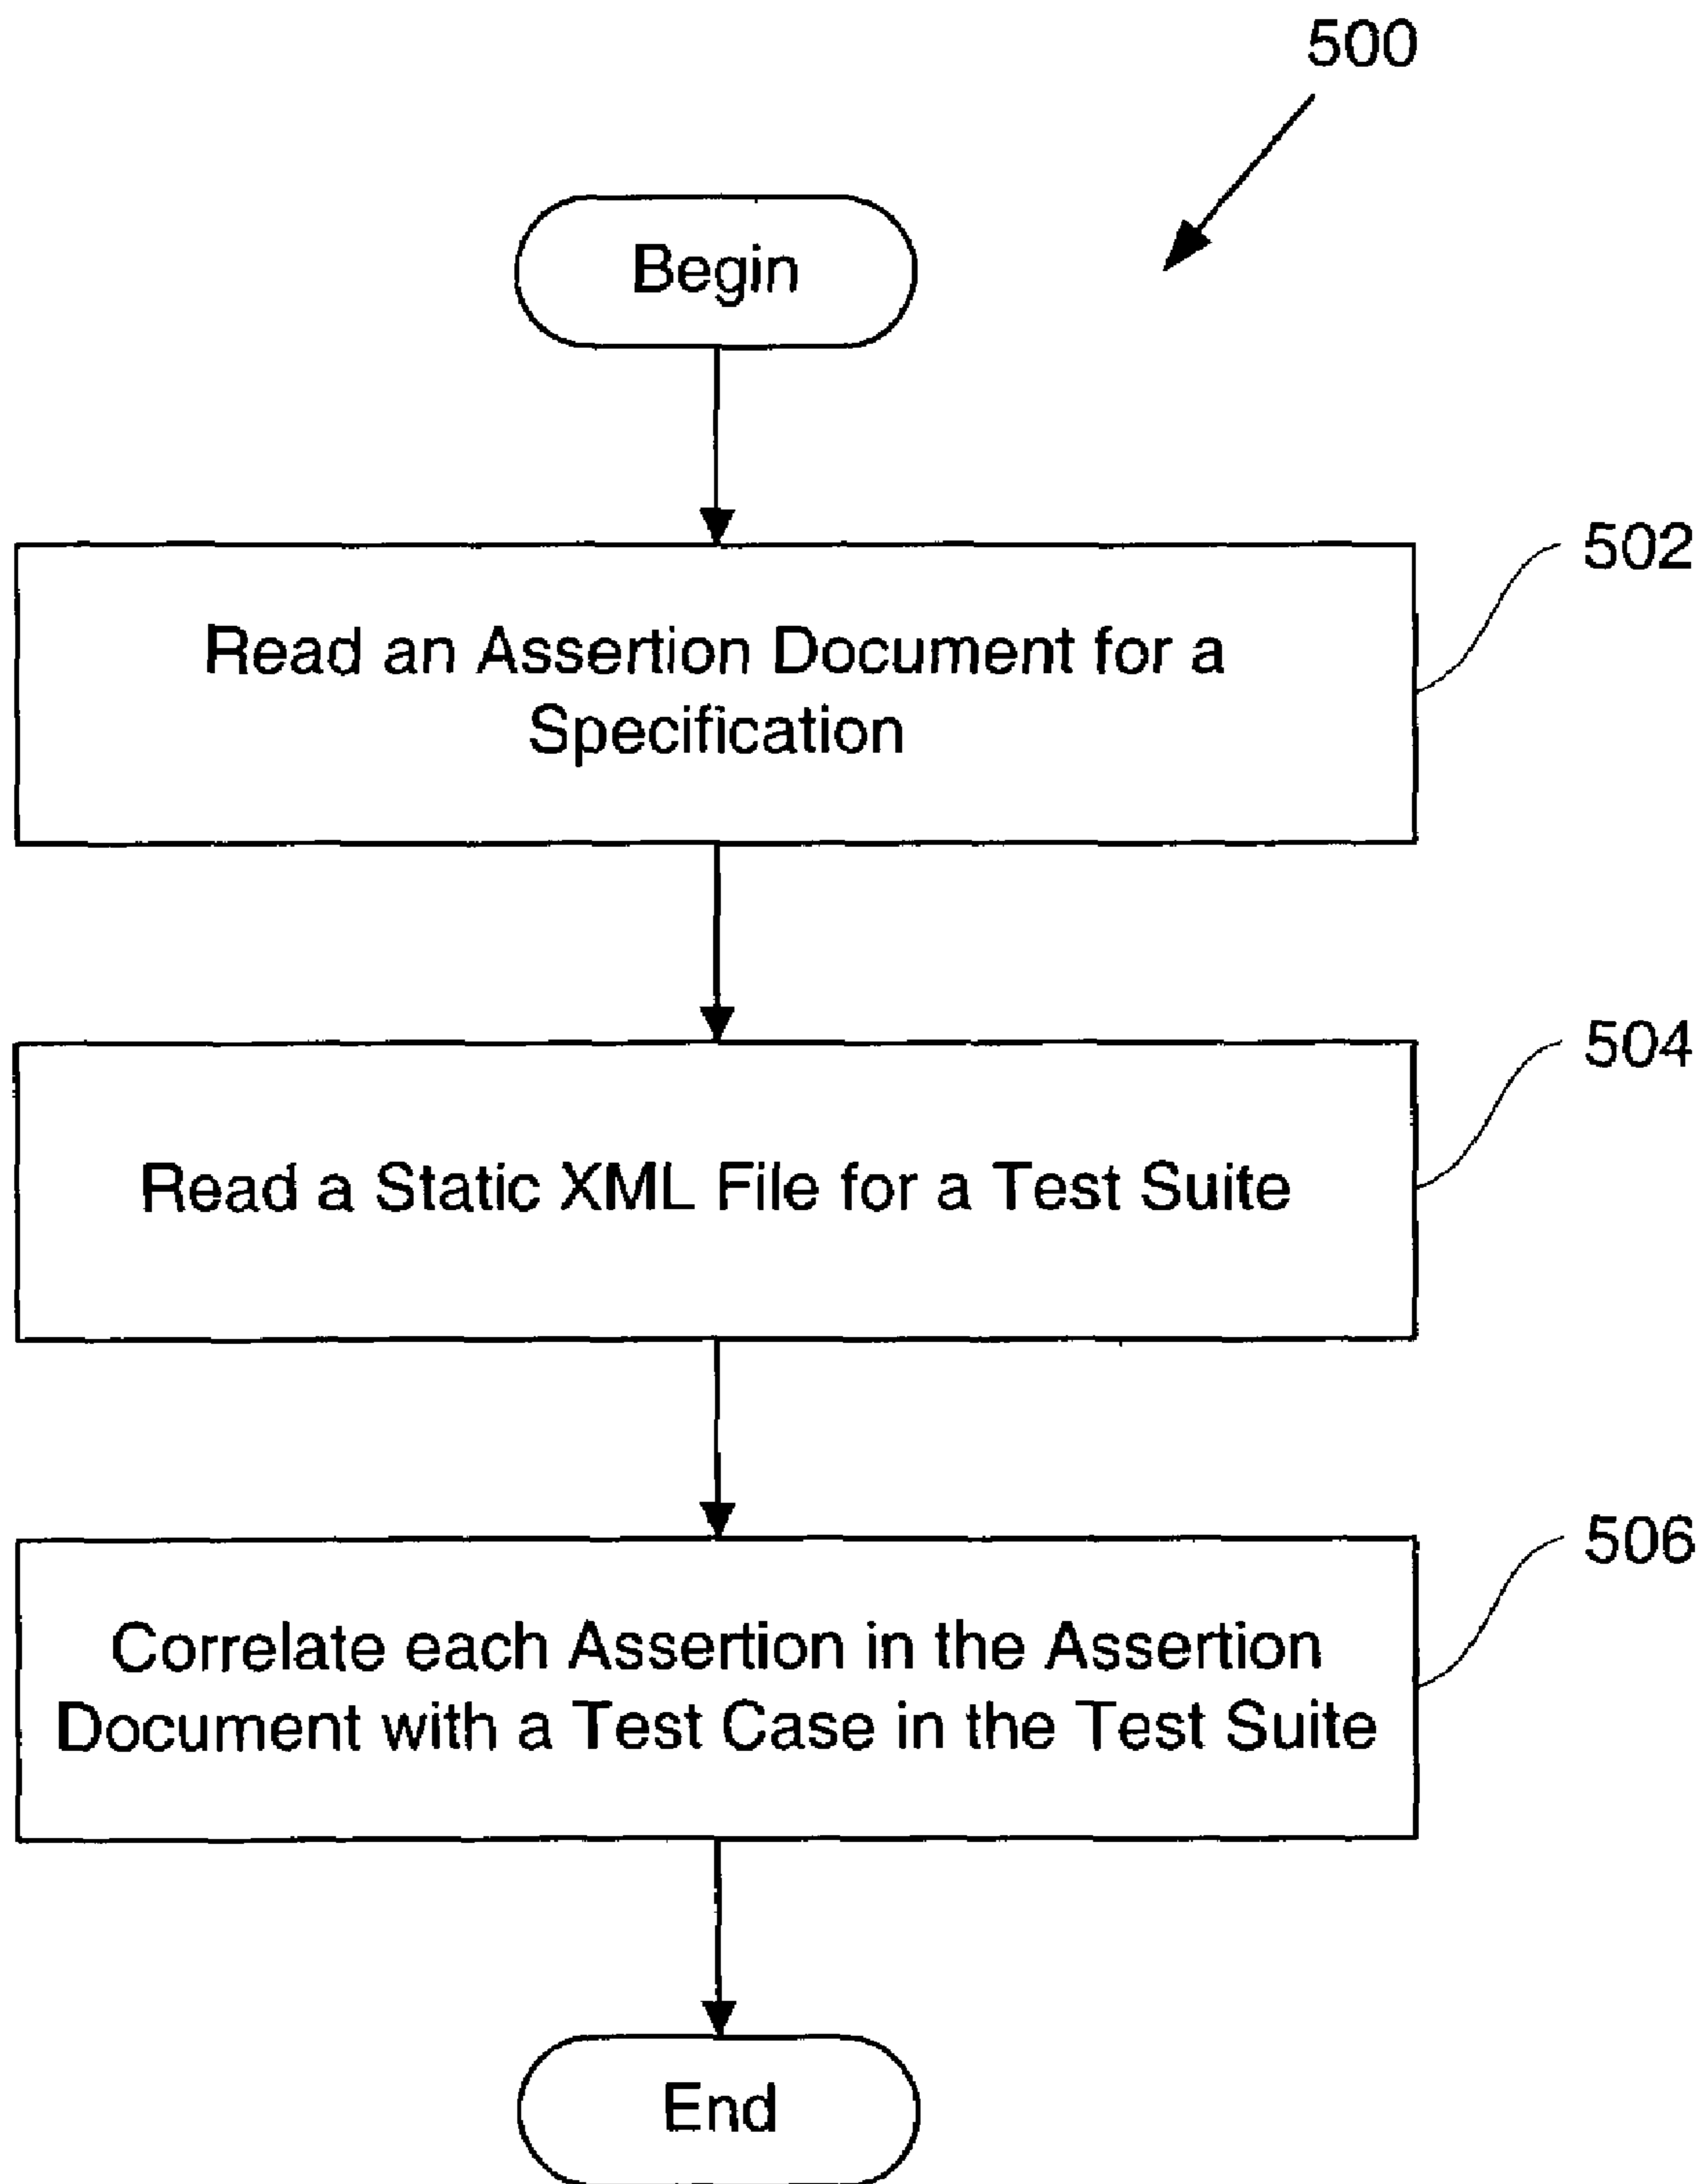 500
Begin
502
Read an Assertion Document for a
Specification
504
Read a Static XML File for a Test Suite
506
Correlate each Assertion in the Assertion
Document with a Test Case in the Test Suite
End